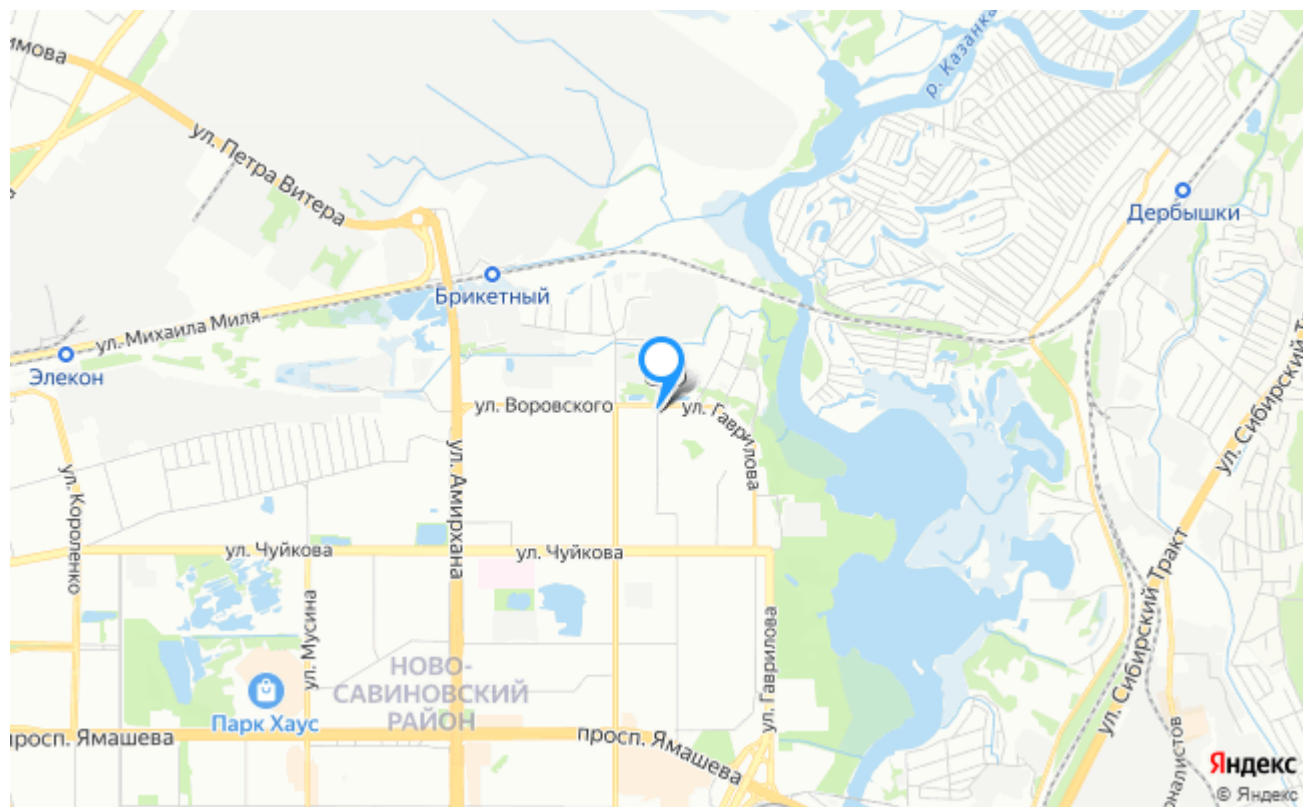 имова
р. Казанка
ул. Петра Витера
Дербышки
Брикетный
ул. Михаила Миля
Элекон
ул. Сибирский Т
ул. Воровского
ул. Гаврилова
ул. Короленко
ул. Амирхана
ул. Чуйкова
ул. Чуйкова
ул. Сибирский Тракт
ул. Мусина
ул. Гаврилова
НОВО-
САВИНОВСКИЙ
РАЙОН
Парк Хаус
просп. Ямашева
просп. Ямашева
оналистов
Яндекс
© Яндекс